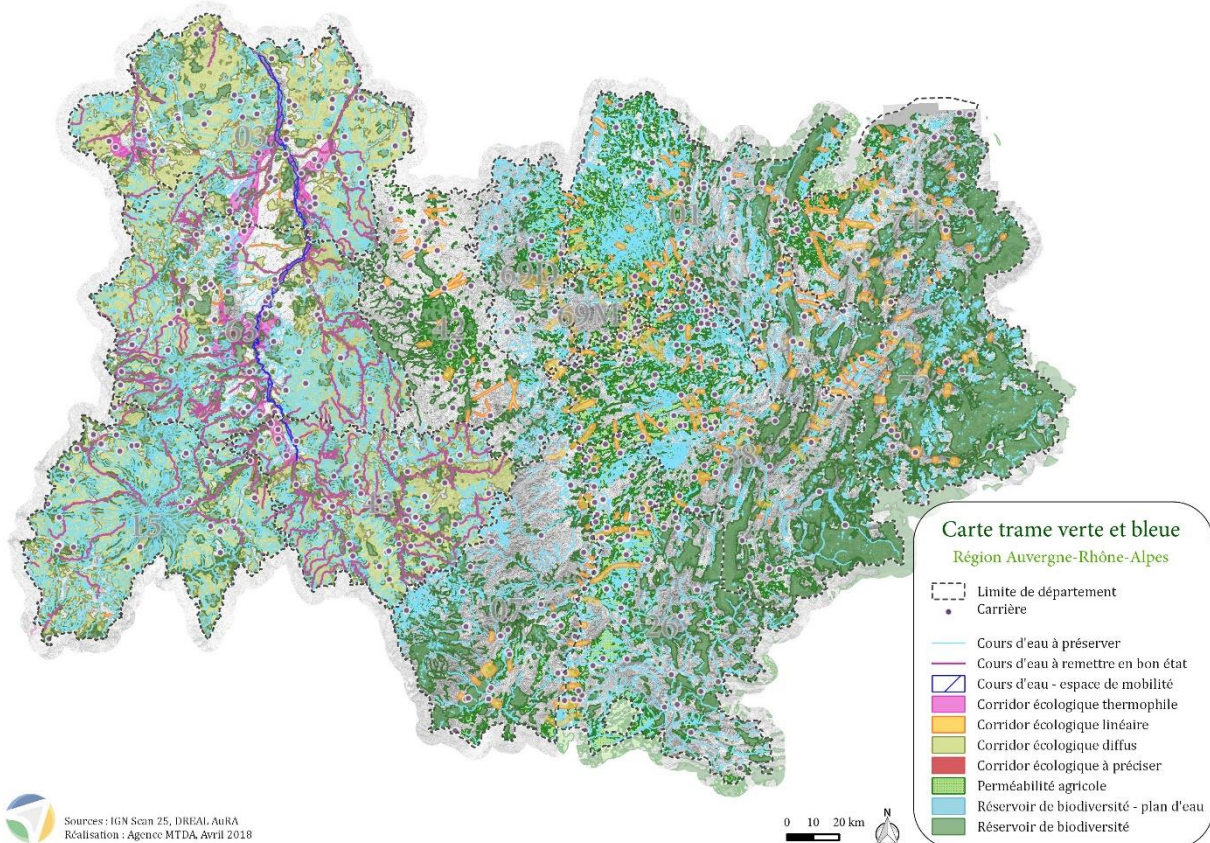 03
01
74
69D
69M
63
42
73
38
15
43
07
26
Carte trame verte et bleue
Région Auvergne-Rhône-Alpes
Limite de département
Carrière
Cours d'eau à préserver
Cours d'eau à remettre en bon état
Cours d'eau - espace de mobilité
Corridor écologique thermophile
Corridor écologique linéaire
Corridor écologique diffus
Corridor écologique à préciser
Perméabilité agricole
Réservoir de biodiversité - plan d'eau
Réservoir de biodiversité
Sources : IGN Scan 25, DREAL AuRA
Réalisation : Agence MTDA, Avril 2018
0 10 20 km
N